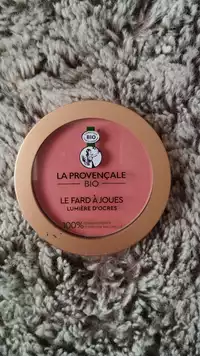 BIO
LA PROVENÇALE
BIO
LE FARD À JOUES
LUMIÈRE D'OCRES
100%